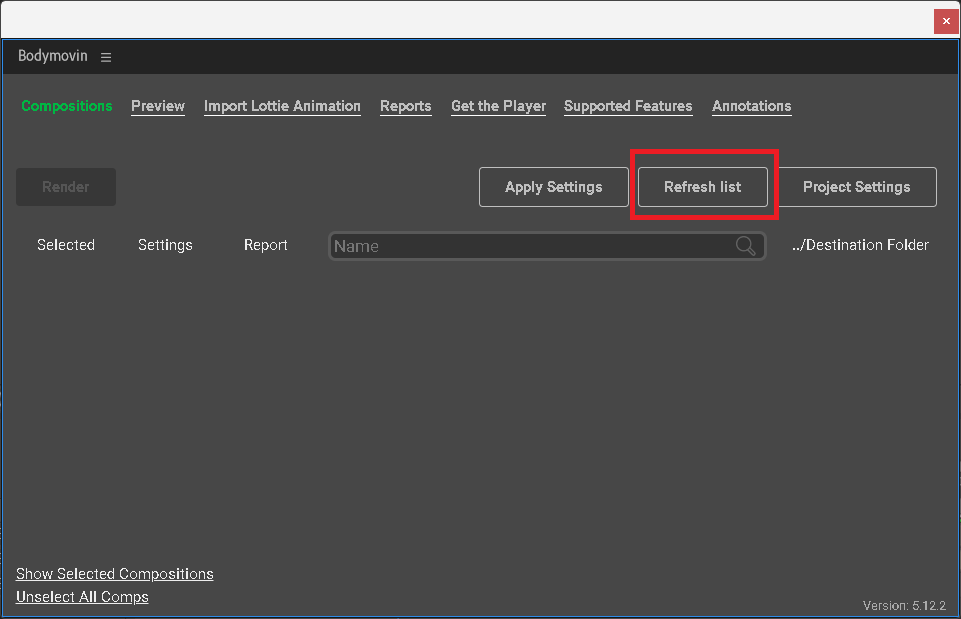 Bodymovin
Compositions Preview Import Lottie Animation Reports Get the Player Supported Features Annotations
Render Apply Settings Refresh list Project Settings
Selected Settings Report Name ../Destination Folder
Show Selected Compositions
Unselect All Comps
Version: 5.12.2